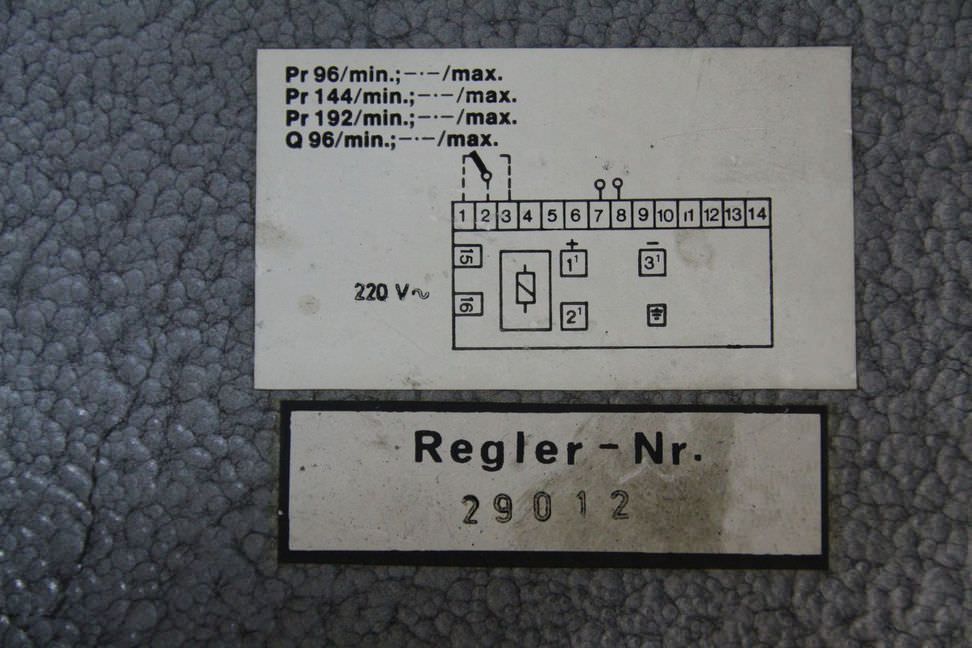 Pr 96/min.;–·–/max.
Pr 144/min.;–·–/max.
Pr 192/min.;–·–/max.
Q 96/min.;–·–/max.
1 2 3 4 5 6 7 8 9 10 11 12 13 14
15 + 1¹ – 3¹
220 V~
16 2¹
Regler – Nr.
29012